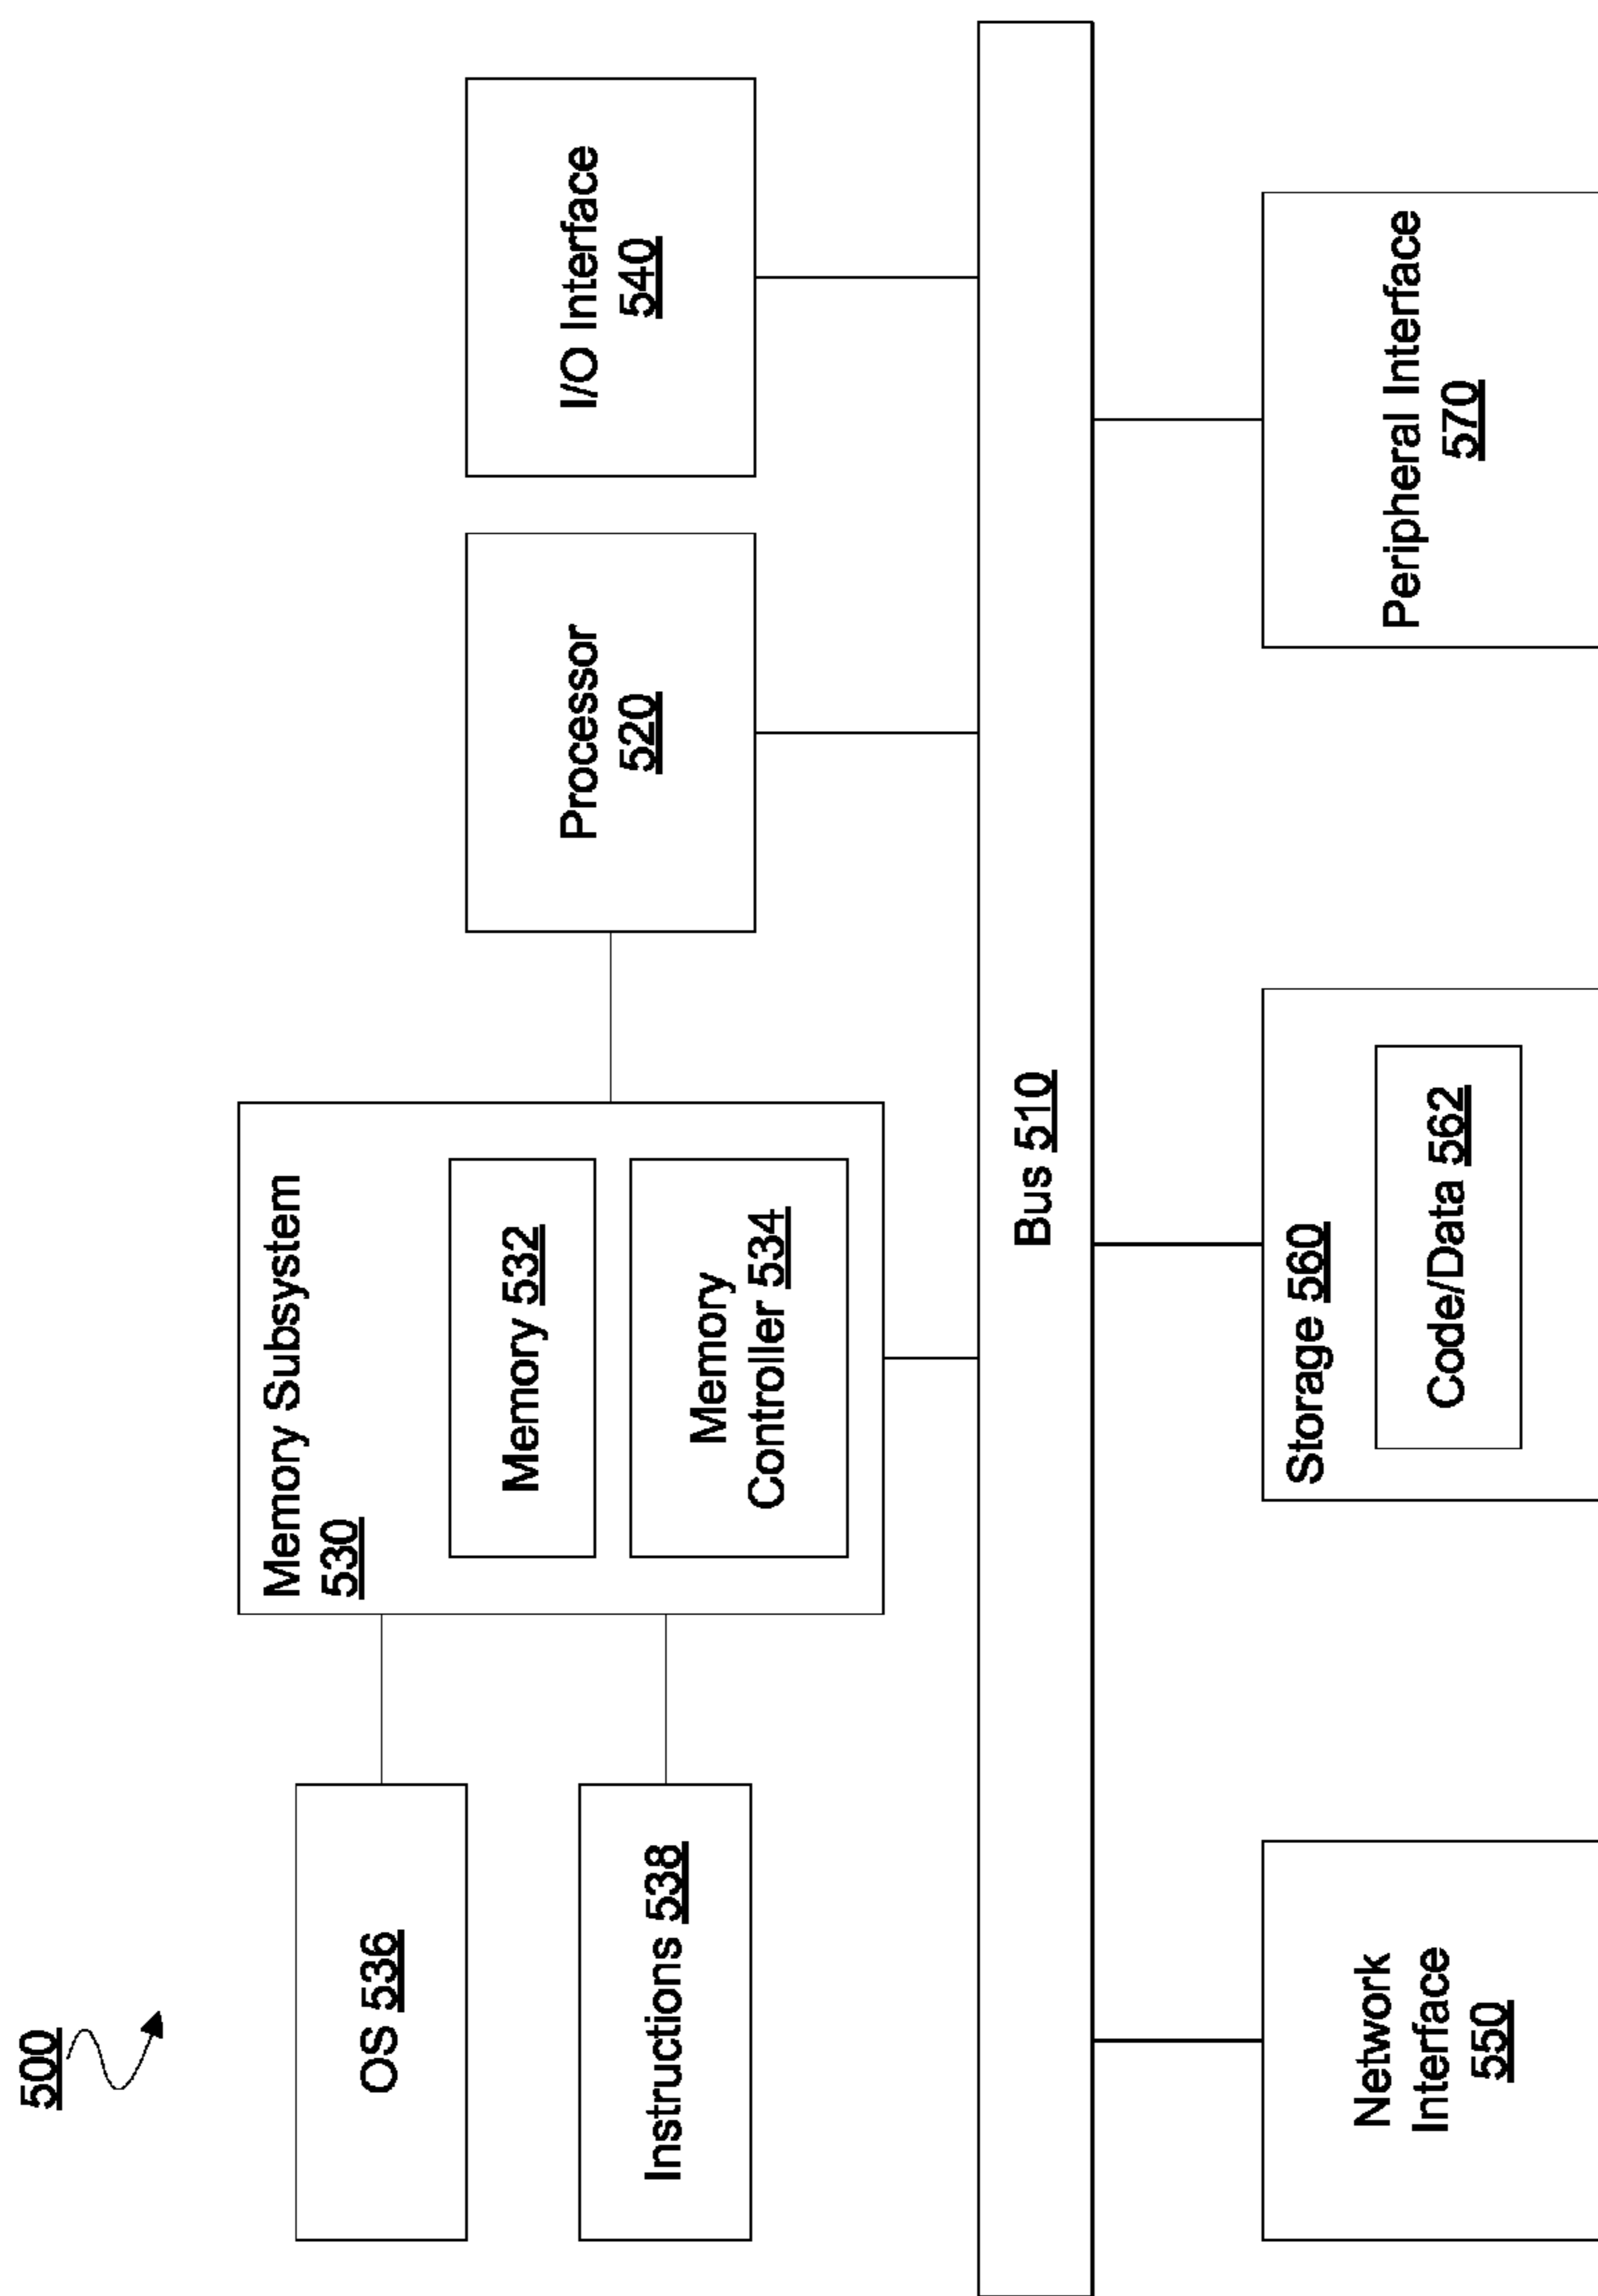 500
OS 536
Instructions 538
Memory Subsystem
530
Memory 532
Memory
Controller 534
Processor
520
I/O Interface
540
Bus 510
Network
Interface
550
Storage 560
Code/Data 562
Peripheral Interface
570